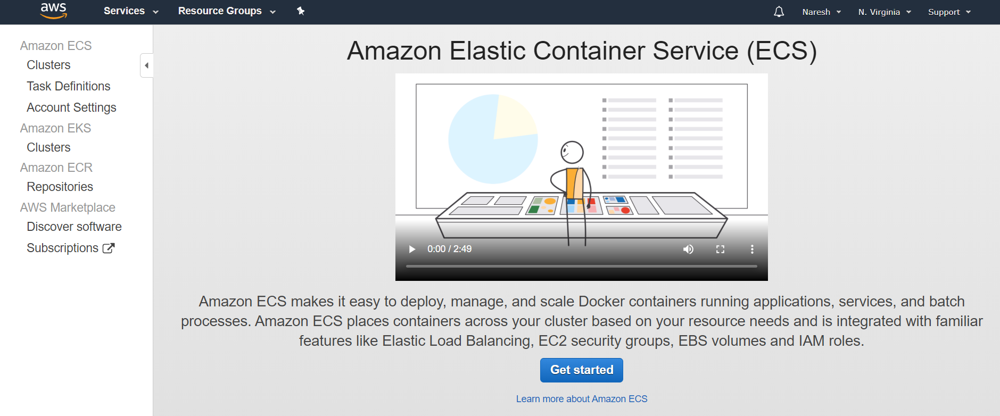 aws
Services
Resource Groups
Naresh
N. Virginia
Support
Amazon ECS
Clusters
Task Definitions
Account Settings
Amazon EKS
Clusters
Amazon ECR
Repositories
AWS Marketplace
Discover software
Subscriptions
Amazon Elastic Container Service (ECS)
0:00 / 2:49
Amazon ECS makes it easy to deploy, manage, and scale Docker containers running applications, services, and batch
processes. Amazon ECS places containers across your cluster based on your resource needs and is integrated with familiar
features like Elastic Load Balancing, EC2 security groups, EBS volumes and IAM roles.
Get started
Learn more about Amazon ECS